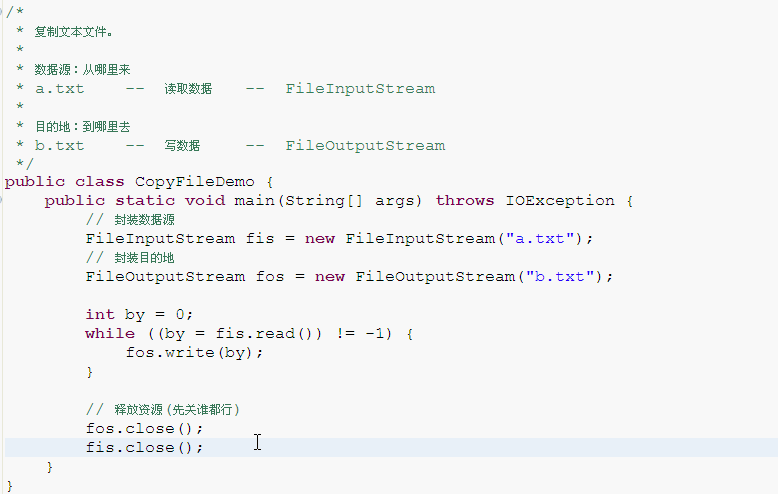 /*
 * 复制文本文件。
 *
 * 数据源：从哪里来
 * a.txt    --  读取数据   --  FileInputStream
 *
 * 目的地：到哪里去
 * b.txt    --  写数据    --  FileOutputStream
 */
public class CopyFileDemo {
    public static void main(String[] args) throws IOException {
        // 封装数据源
        FileInputStream fis = new FileInputStream("a.txt");
        // 封装目的地
        FileOutputStream fos = new FileOutputStream("b.txt");

        int by = 0;
        while ((by = fis.read()) != -1) {
            fos.write(by);
        }

        // 释放资源(先关谁都行)
        fos.close();
        fis.close();
    }
}